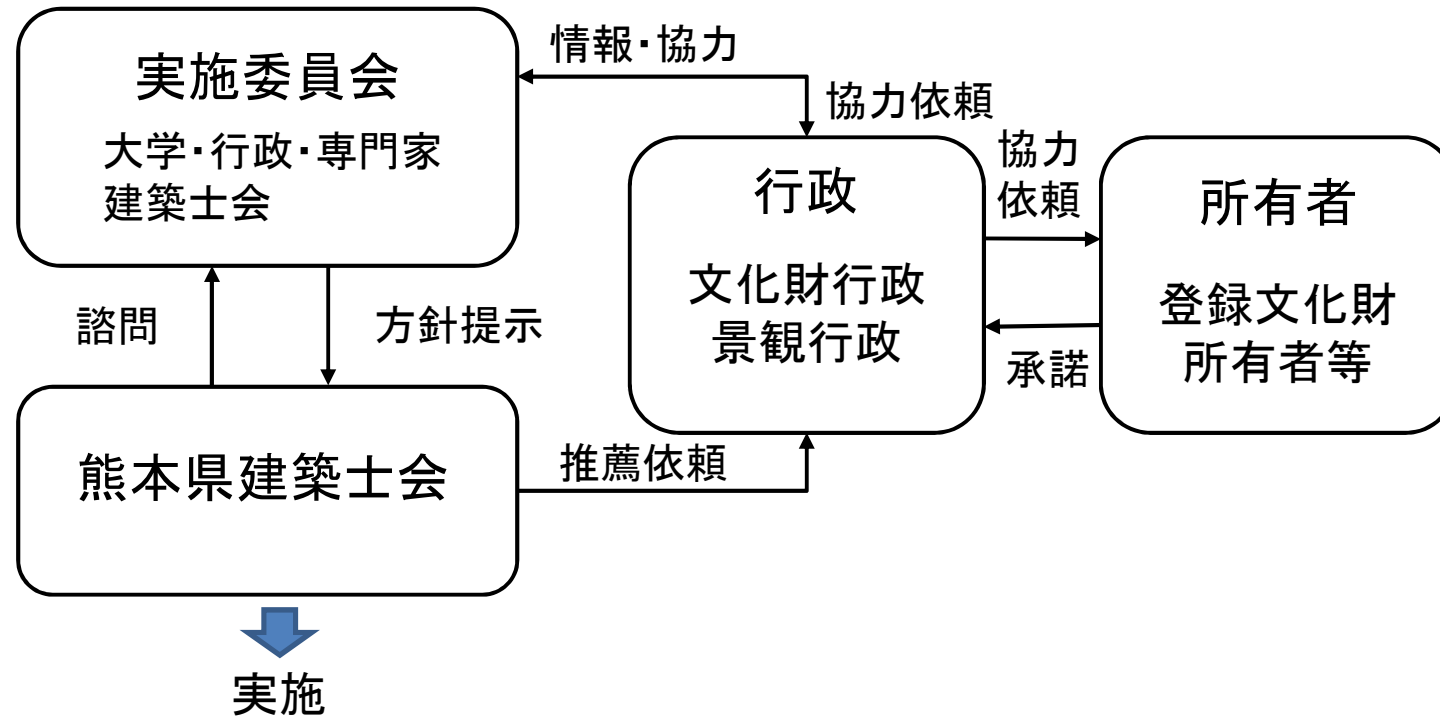 実施委員会
大学・行政・専門家
建築士会
情報・協力
協力依頼
行政
文化財行政
景観行政
協力
依頼
承諾
所有者
登録文化財
所有者等
諮問
方針提示
熊本県建築士会
推薦依頼
実施